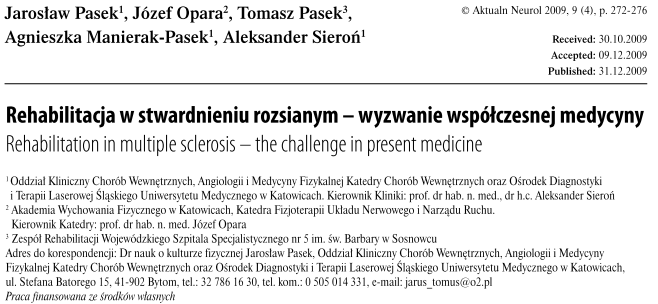 Jarosław Pasek¹, Józef Opara², Tomasz Pasek³,
Agnieszka Manierak-Pasek¹, Aleksander Sieroń¹
© Aktualn Neurol 2009, 9 (4), p. 272-276
Received: 30.10.2009
Accepted: 09.12.2009
Published: 31.12.2009
Rehabilitacja w stwardnieniu rozsianym – wyzwanie współczesnej medycyny
Rehabilitation in multiple sclerosis – the challenge in present medicine
¹ Oddział Kliniczny Chorób Wewnętrznych, Angiologii i Medycyny Fizykalnej Katedry Chorób Wewnętrznych oraz Ośrodek Diagnostyki
i Terapii Laserowej Śląskiego Uniwersytetu Medycznego w Katowicach. Kierownik Kliniki: prof. dr hab. n. med., dr h.c. Aleksander Sieroń
² Akademia Wychowania Fizycznego w Katowicach, Katedra Fizjoterapii Układu Nerwowego i Narządu Ruchu.
Kierownik Katedry: prof. dr hab. n. med. Józef Opara
³ Zespół Rehabilitacji Wojewódzkiego Szpitala Specjalistycznego nr 5 im. św. Barbary w Sosnowcu
Adres do korespondencji: Dr nauk o kulturze fizycznej Jarosław Pasek, Oddział Kliniczny Chorób Wewnętrznych, Angiologii i Medycyny
Fizykalnej Katedry Chorób Wewnętrznych oraz Ośrodek Diagnostyki i Terapii Laserowej Śląskiego Uniwersytetu Medycznego w Katowicach,
ul. Stefana Batorego 15, 41-902 Bytom, tel.: 32 786 16 30, tel. kom.: 0 505 014 331, e-mail: jarus_tomus@o2.pl
Praca finansowana ze środków własnych